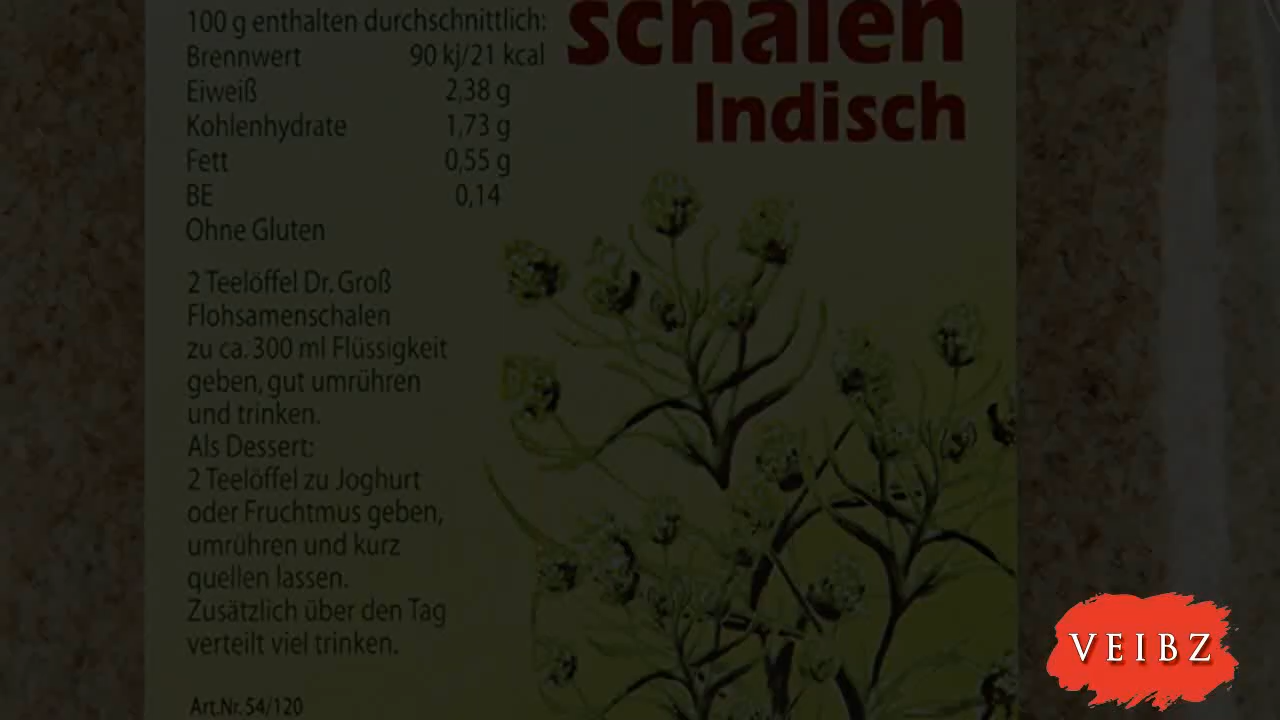 100 g enthalten durchschnittlich:
Brennwert 90 kj/21 kcal
Eiweiß 2,38 g
Kohlenhydrate 1,73 g
Fett 0,55 g
BE 0,14
Ohne Gluten
2 Teelöffel Dr. Groß
Flohsamenschalen
zu ca. 300 ml Flüssigkeit
geben, gut umrühren
und trinken.
Als Dessert:
2 Teelöffel zu Joghurt
oder Fruchtmus geben,
umrühren und kurz
quellen lassen.
Zusätzlich über den Tag
verteilt viel trinken.
Art.Nr. 54/120
schalen
Indisch
VEIBZ